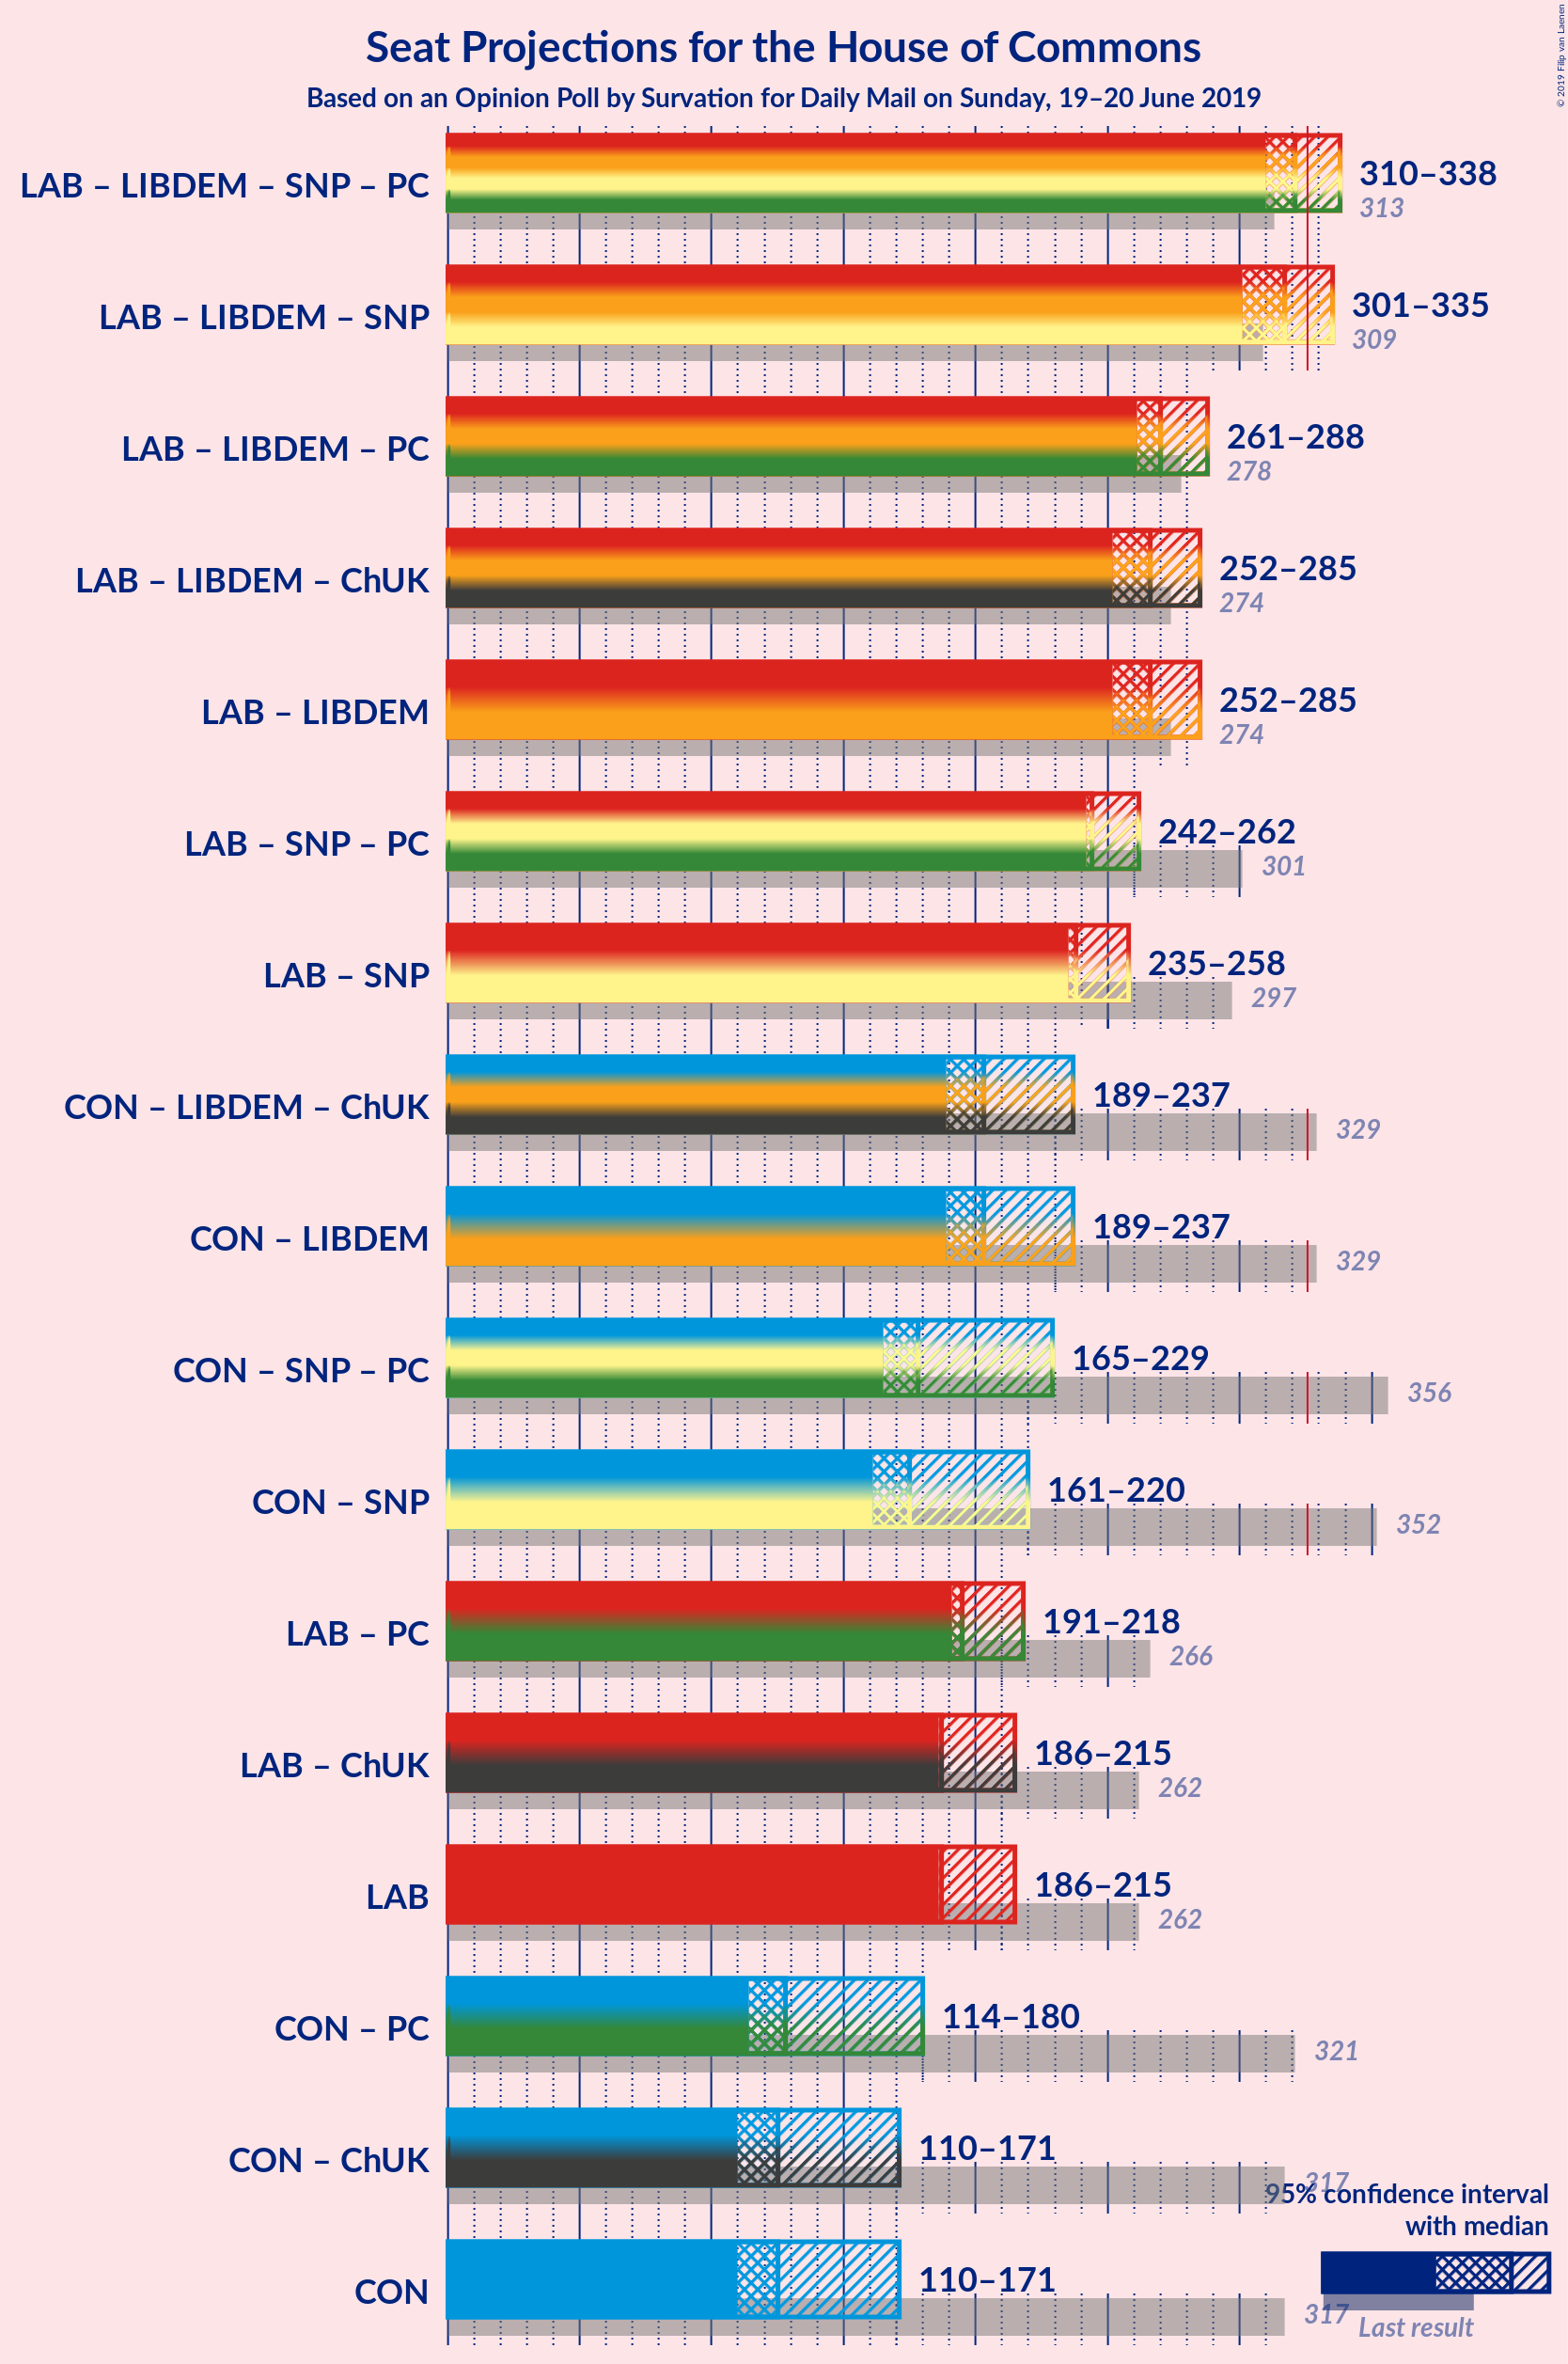 Seat Projections for the House of Commons
Based on an Opinion Poll by Survation for Daily Mail on Sunday, 19–20 June 2019
© 2019 Filip van Laenen
LAB – LIBDEM – SNP – PC
310–338
313
LAB – LIBDEM – SNP
301–335
309
LAB – LIBDEM – PC
261–288
278
LAB – LIBDEM – ChUK
252–285
274
LAB – LIBDEM
252–285
274
LAB – SNP – PC
242–262
301
LAB – SNP
235–258
297
CON – LIBDEM – ChUK
189–237
329
CON – LIBDEM
189–237
329
CON – SNP – PC
165–229
356
CON – SNP
161–220
352
LAB – PC
191–218
266
LAB – ChUK
186–215
262
LAB
186–215
262
CON – PC
114–180
321
CON – ChUK
110–171
317
CON
110–171
317
95% confidence interval
with median
Last result